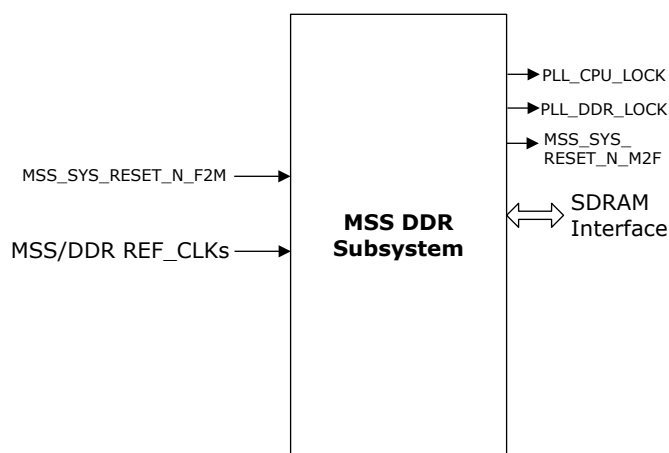 PLL_CPU_LOCK
PLL_DDR_LOCK
MSS_SYS_
RESET_N_M2F
MSS_SYS_RESET_N_F2M
SDRAM
Interface
MSS DDR
Subsystem
MSS/DDR REF_CLKs